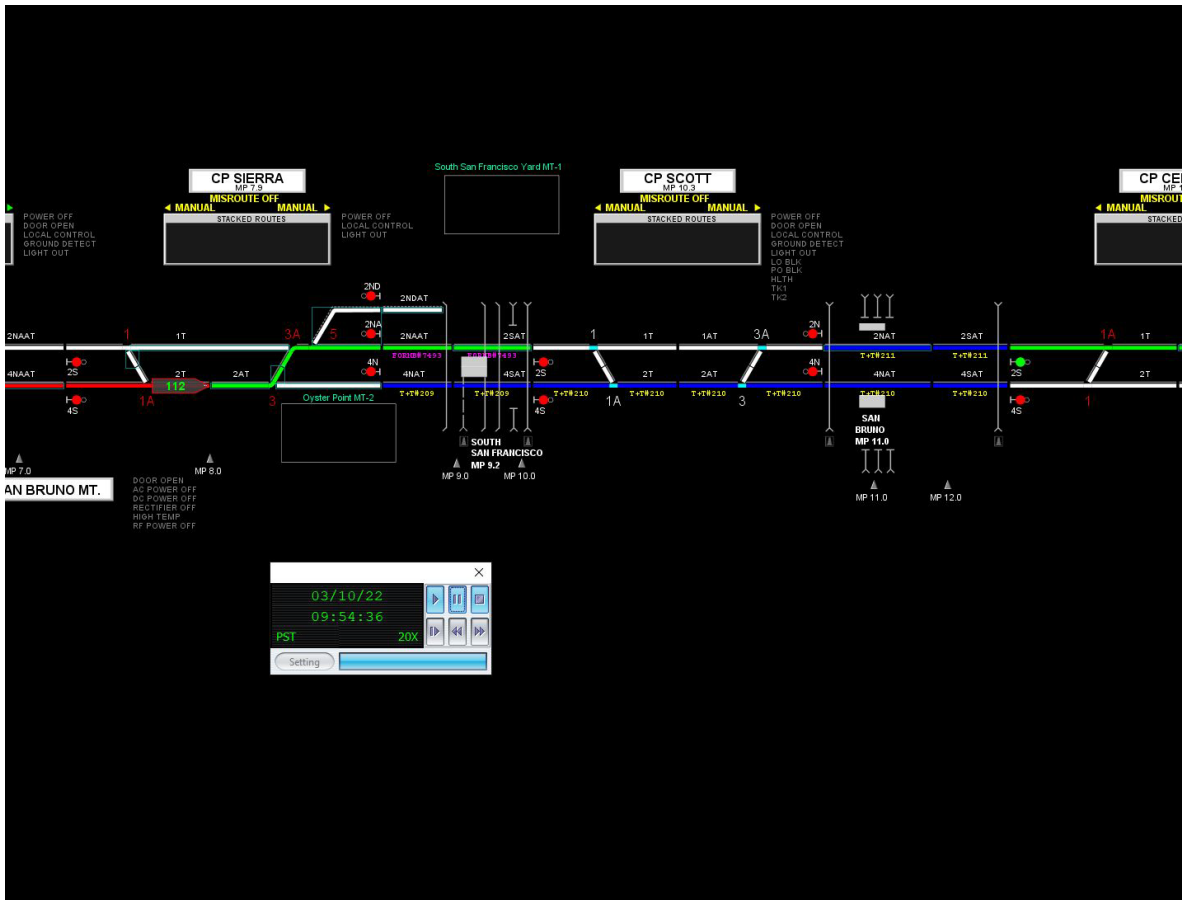 South San Francisco Yard MT-1
CP SIERRA
MP 7.9
MISROUTE OFF
MANUAL MANUAL
STACKED ROUTES
POWER OFF
DOOR OPEN
LOCAL CONTROL
GROUND DETECT
LIGHT OUT
POWER OFF
LOCAL CONTROL
LIGHT OUT
CP SCOTT
MP 10.3
MISROUTE OFF
MANUAL MANUAL
STACKED ROUTES
POWER OFF
DOOR OPEN
LOCAL CONTROL
GROUND DETECT
LIGHT OUT
LO BLK
PO BLK
HLTH
TK1
TK2
CP CE
MP 1
MISROUT
MANUAL
STACKED
2ND
2NDAT
2NA
2N
2NAAT 1 1T 3A 5 2NAAT 2SAT 1 1T 1AT 3A 2NAT 2SAT 1A 1T
T+T#211 T+T#211
2S 4N 2S 4N 2S
4NAAT 2T 2AT 4NAT 4SAT 2T 2AT 4NAT 4SAT 2T
112
T+T#209 T+T#209 T+T#210 T+T#210 T+T#210 T+T#210 T+T#210
4S 1A 3 4S 1A 3 4S 1
Oyster Point MT-2
SOUTH
SAN FRANCISCO
MP 9.2
SAN
BRUNO
MP 11.0
MP 7.0 MP 8.0 MP 9.0 MP 10.0 MP 11.0 MP 12.0
AN BRUNO MT.
DOOR OPEN
AC POWER OFF
DC POWER OFF
RECTIFIER OFF
HIGH TEMP
RF POWER OFF
03/10/22
09:54:36
PST 20X
Setting